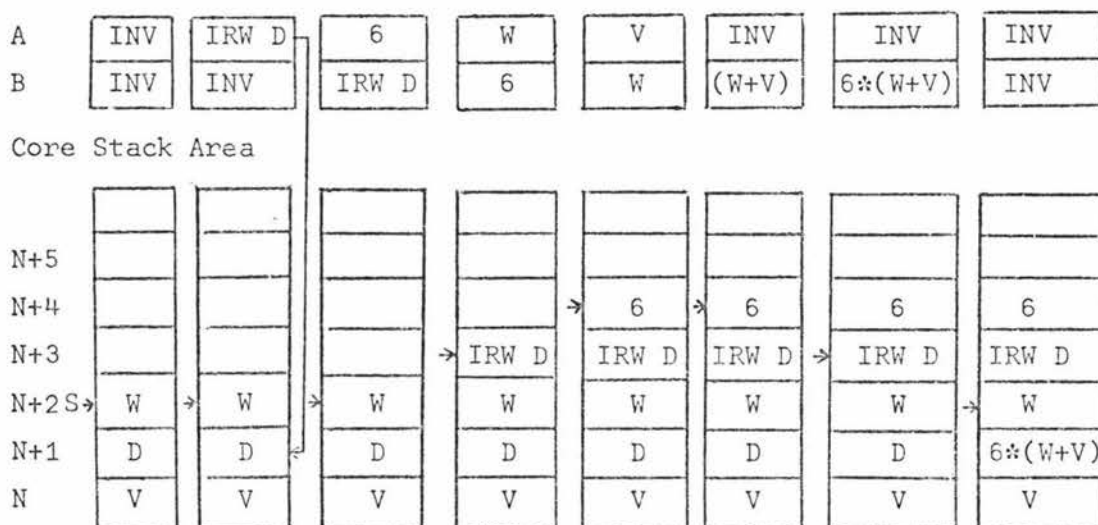 A INV IRW D 6 W V INV INV INV
B INV INV IRW D 6 W (W+V) 6*(W+V) INV
Core Stack Area
N+5
N+4 → 6 → 6 6 6
N+3 → IRW D IRW D IRW D → IRW D IRW D
N+2 S→ W → W → W W W W W → W
N+1 D D D D D D D 6*(W+V)
N V V V V V V V V